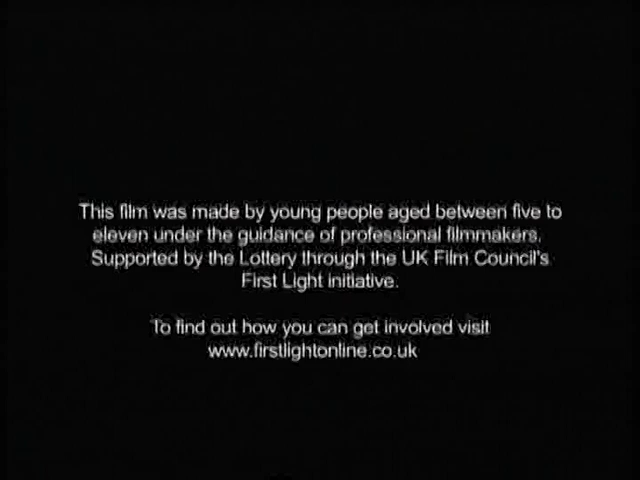 This film was made by young people aged between five to
eleven under the guidance of professional filmmakers.
Supported by the Lottery through the UK Film Council's
First Light initiative.
To find out how you can get involved visit
www.firstlightonline.co.uk